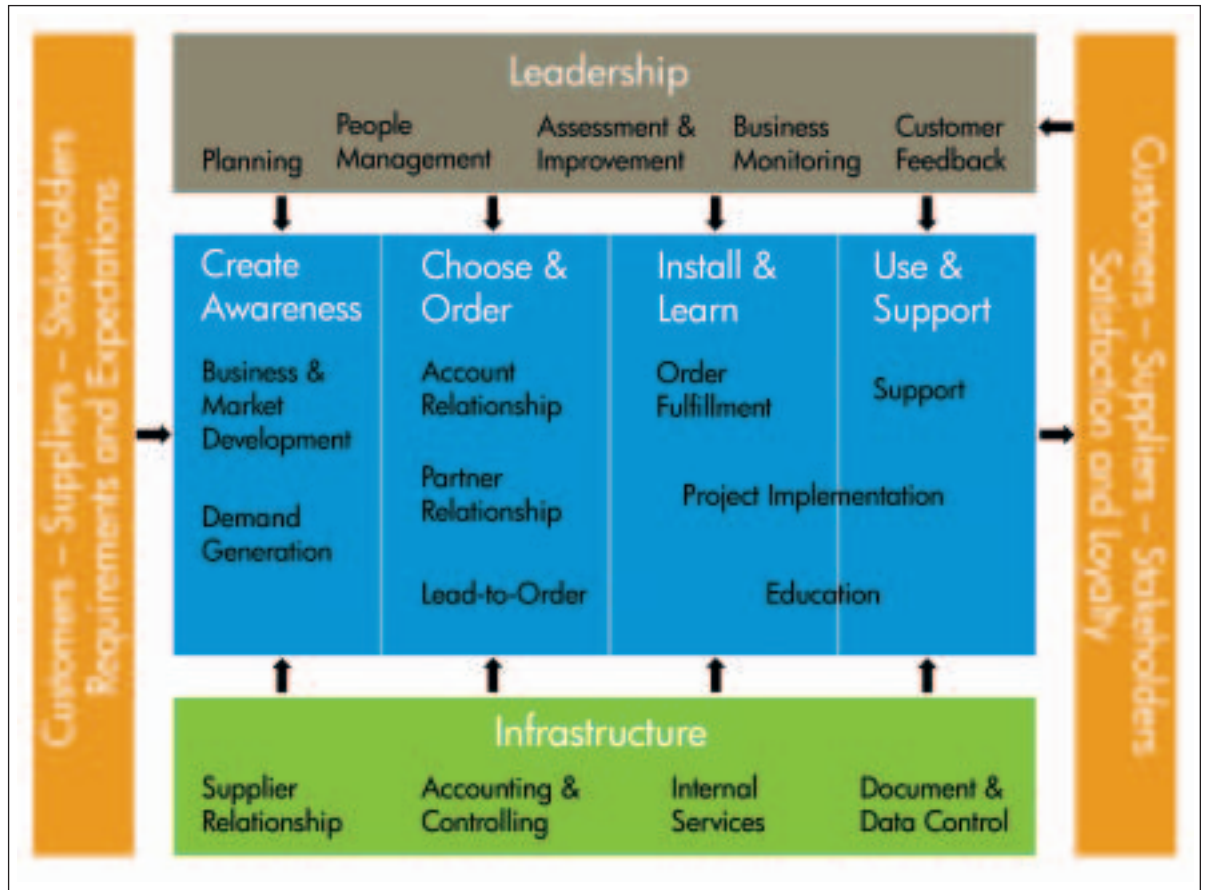 Customers – Suppliers – Stakeholders
Requirements and Expectations
Leadership
Planning
People
Management
Assessment &
Improvement
Business
Monitoring
Customer
Feedback
Create
Awareness
Business &
Market
Development
Demand
Generation
Choose &
Order
Account
Relationship
Partner
Relationship
Lead-to-Order
Install &
Learn
Order
Fulfillment
Use &
Support
Support
Project Implementation
Education
Infrastructure
Supplier
Relationship
Accounting &
Controlling
Internal
Services
Document &
Data Control
Customers – Suppliers – Stakeholders
Satisfaction and Loyalty